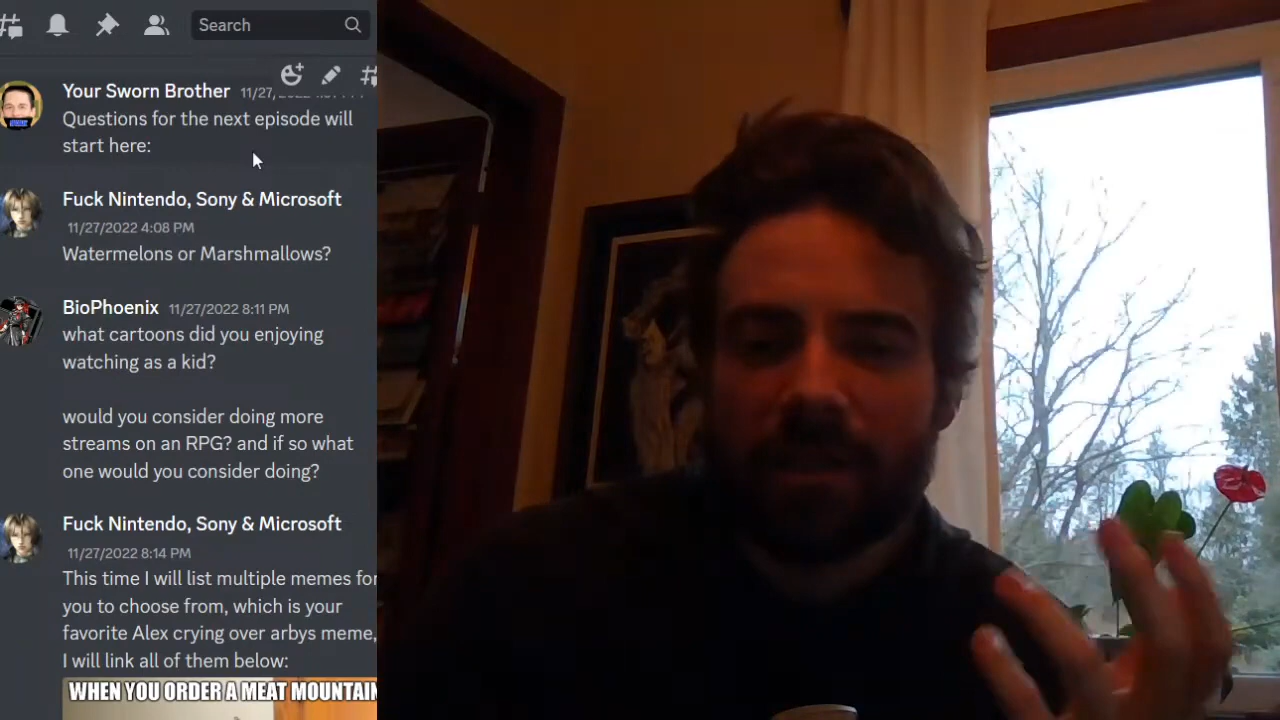 Search
Your Sworn Brother 11/27/2022
Questions for the next episode will
start here:
Fuck Nintendo, Sony & Microsoft
11/27/2022 4:08 PM
Watermelons or Marshmallows?
BioPhoenix 11/27/2022 8:11 PM
what cartoons did you enjoying
watching as a kid?
would you consider doing more
streams on an RPG? and if so what
one would you consider doing?
Fuck Nintendo, Sony & Microsoft
11/27/2022 8:14 PM
This time I will list multiple memes for
you to choose from, which is your
favorite Alex crying over arbys meme,
I will link all of them below:
WHEN YOU ORDER A MEAT MOUNTAIN